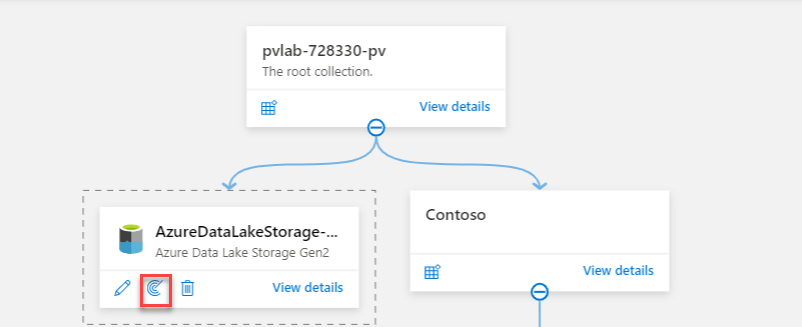 pvlab-728330-pv
The root collection.
View details
AzureDataLakeStorage-...
Azure Data Lake Storage Gen2
View details
Contoso
View details